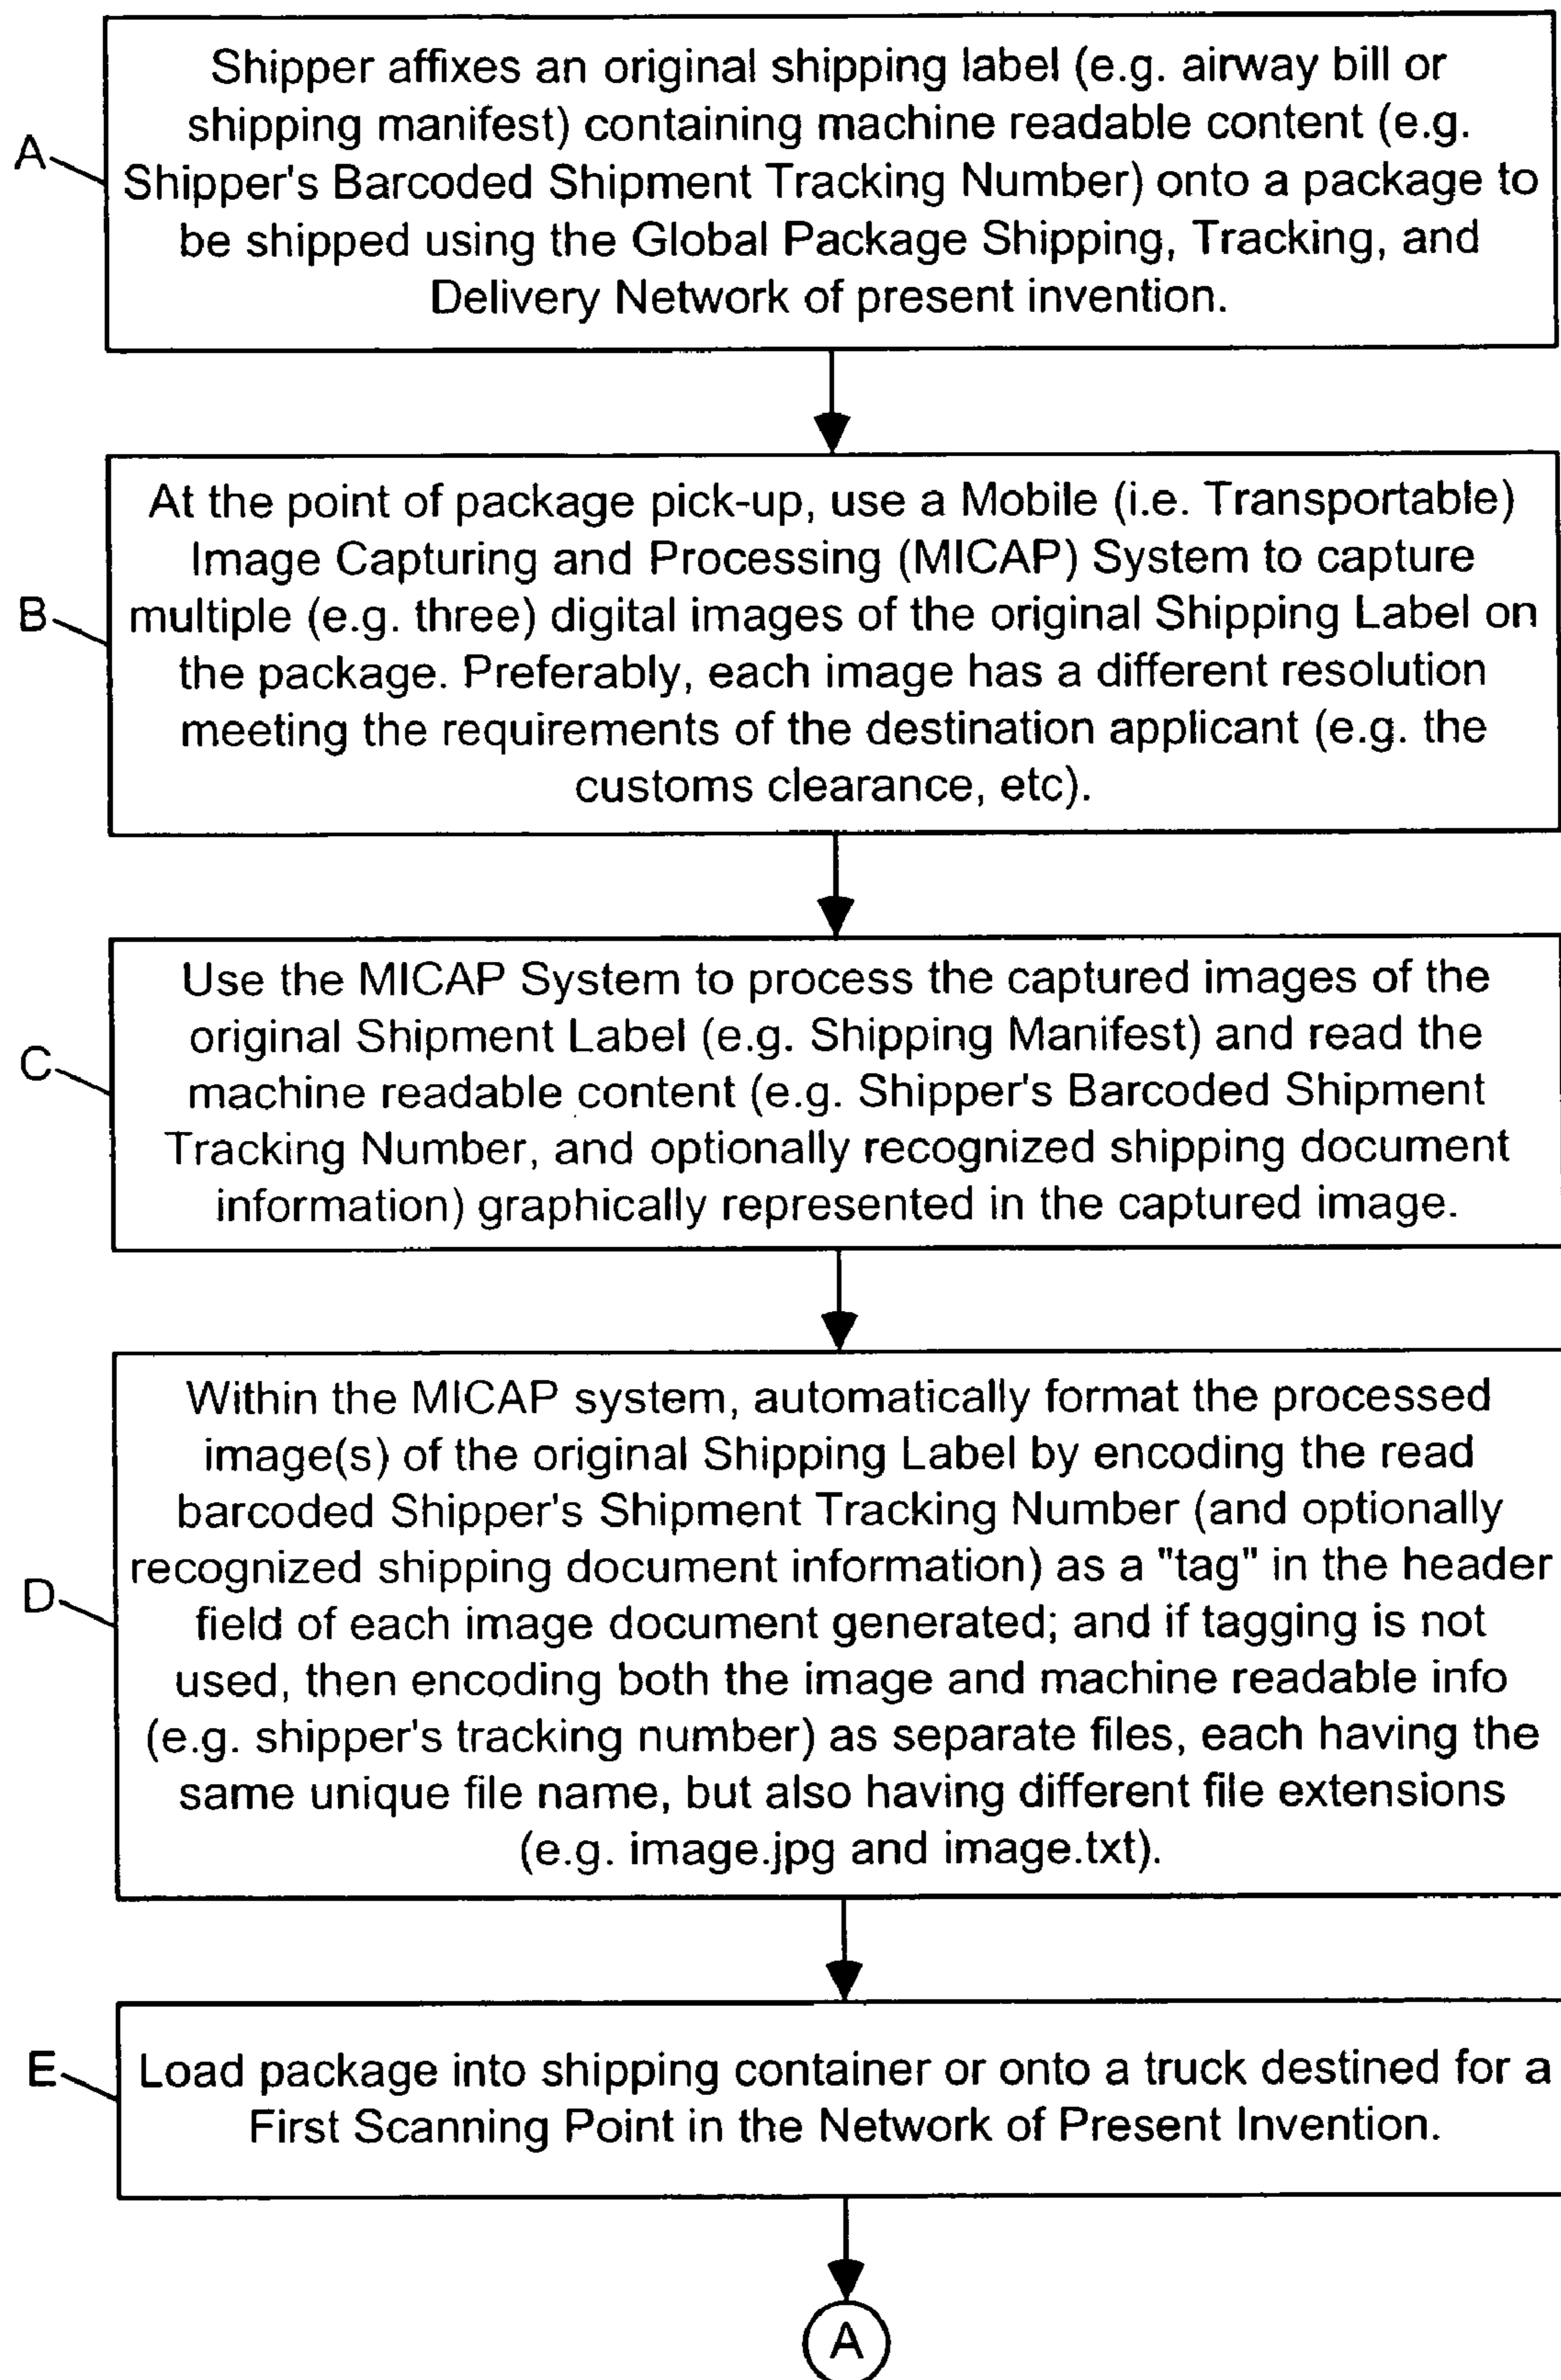 Shipper affixes an original shipping label (e.g. airway bill or
shipping manifest) containing machine readable content (e.g.
A
Shipper's Barcoded Shipment Tracking Number) onto a package to
be shipped using the Global Package Shipping, Tracking, and
Delivery Network of present invention.
At the point of package pick-up, use a Mobile (i.e. Transportable)
Image Capturing and Processing (MICAP) System to capture
B
multiple (e.g. three) digital images of the original Shipping Label on
the package. Preferably, each image has a different resolution
meeting the requirements of the destination applicant (e.g. the
customs clearance, etc).
Use the MICAP System to process the captured images of the
original Shipment Label (e.g. Shipping Manifest) and read the
C
machine readable content (e.g. Shipper's Barcoded Shipment
Tracking Number, and optionally recognized shipping document
information) graphically represented in the captured image.
Within the MICAP system, automatically format the processed
image(s) of the original Shipping Label by encoding the read
barcoded Shipper's Shipment Tracking Number (and optionally
recognized shipping document information) as a "tag" in the header
D
field of each image document generated; and if tagging is not
used, then encoding both the image and machine readable info
(e.g. shipper's tracking number) as separate files, each having the
same unique file name, but also having different file extensions
(e.g. image.jpg and image.txt).
E
Load package into shipping container or onto a truck destined for a
First Scanning Point in the Network of Present Invention.
A